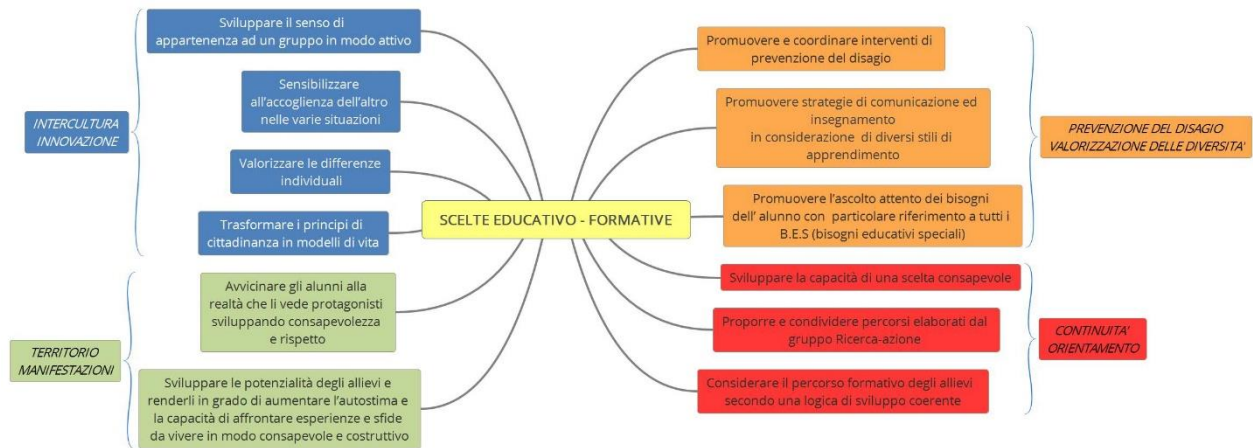 Sviluppare il senso di
appartenenza ad un gruppo in modo attivo
Sensibilizzare
all'accoglienza dell'altro
nelle varie situazioni
INTERCULTURA
INNOVAZIONE
Valorizzare le differenze
individuali
Trasformare i principi di
cittadinanza in modelli di vita
Avvicinare gli alunni alla
realtà che li vede protagonisti
sviluppando consapevolezza
e rispetto
TERRITORIO
MANIFESTAZIONI
Sviluppare le potenzialità degli allievi e
renderli in grado di aumentare l'autostima e
la capacità di affrontare esperienze e sfide
da vivere in modo consapevole e costruttivo
SCELTE EDUCATIVO - FORMATIVE
Promuovere e coordinare interventi di
prevenzione del disagio
Promuovere strategie di comunicazione ed
insegnamento
in considerazione di diversi stili di
apprendimento
PREVENZIONE DEL DISAGIO
VALORIZZAZIONE DELLE DIVERSITA'
Promuovere l'ascolto attento dei bisogni
dell' alunno con particolare riferimento a tutti i
B.E.S (bisogni educativi speciali)
Sviluppare la capacità di una scelta consapevole
Proporre e condividere percorsi elaborati dal
gruppo Ricerca-azione
CONTINUITA'
ORIENTAMENTO
Considerare il percorso formativo degli allievi
secondo una logica di sviluppo coerente